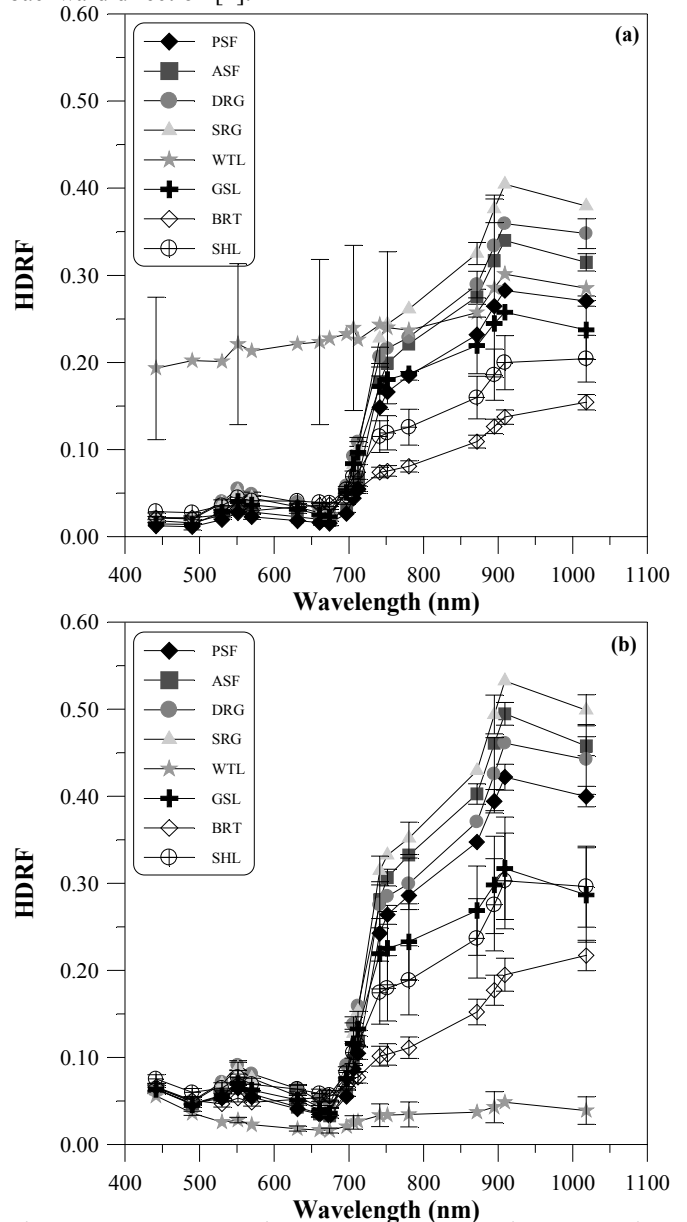 (a)
PSF
ASF
DRG
SRG
WTL
GSL
BRT
SHL
HDRF
0.60
0.50
0.40
0.30
0.20
0.10
0.00
400 500 600 700 800 900 1000 1100
Wavelength (nm)
(b)
PSF
ASF
DRG
SRG
WTL
GSL
BRT
SHL
HDRF
0.60
0.50
0.40
0.30
0.20
0.10
0.00
400 500 600 700 800 900 1000 1100
Wavelength (nm)